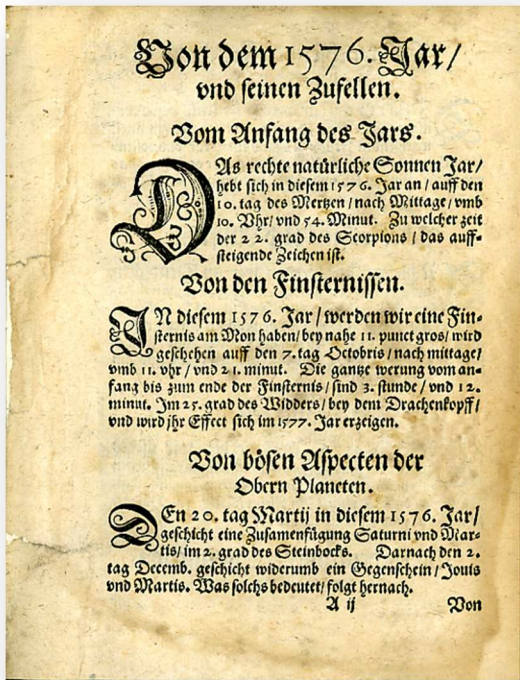 Von dem 1576. Jar/
vnd seinen Zufellen.
Vom Anfang des Jars.
DAs rechte natürliche Sonnen Jar/
hebt sich in diesem 1576. Jar an / auff den
10. tag des Mertzen / nach Mittage / vmb
10. Vhr / vnd 54. Minut. Zu welcher zeit
der 22. grad des Scorpions / das auff-
steigende Zeichen ist.
Von den Finsternissen.
IN diesem 1576. Jar / werden wir eine Fin-
sternis am Mon haben / bey nahe 11. punct gros / wird
geschehen auff den 7. tag Octobris / nach mittage /
vmb 11. vhr / vnd 21. minut. Die gantze werung vom an-
fang bis zum ende der Finsternis / sind 3. stunde / vnd 12.
minut. Im 25. grad des Widders / bey dem Drachenkopff /
vnd wird jhr Effect sich im 1577. Jar erzeigen.
Von bösen Aspecten der
Obern Planeten.
DEn 20. tag Martij in diesem 1576. Jar /
geschicht eine Zusamenfügung Saturni vnd Mar-
tis / im 2. grad des Steinbocks. Darnach den 2.
tag Decemb. geschicht widerumb ein Gegenschein / Jouis
vnd Martis. Was solchs bedeutet / folgt hernach.
A ij Von